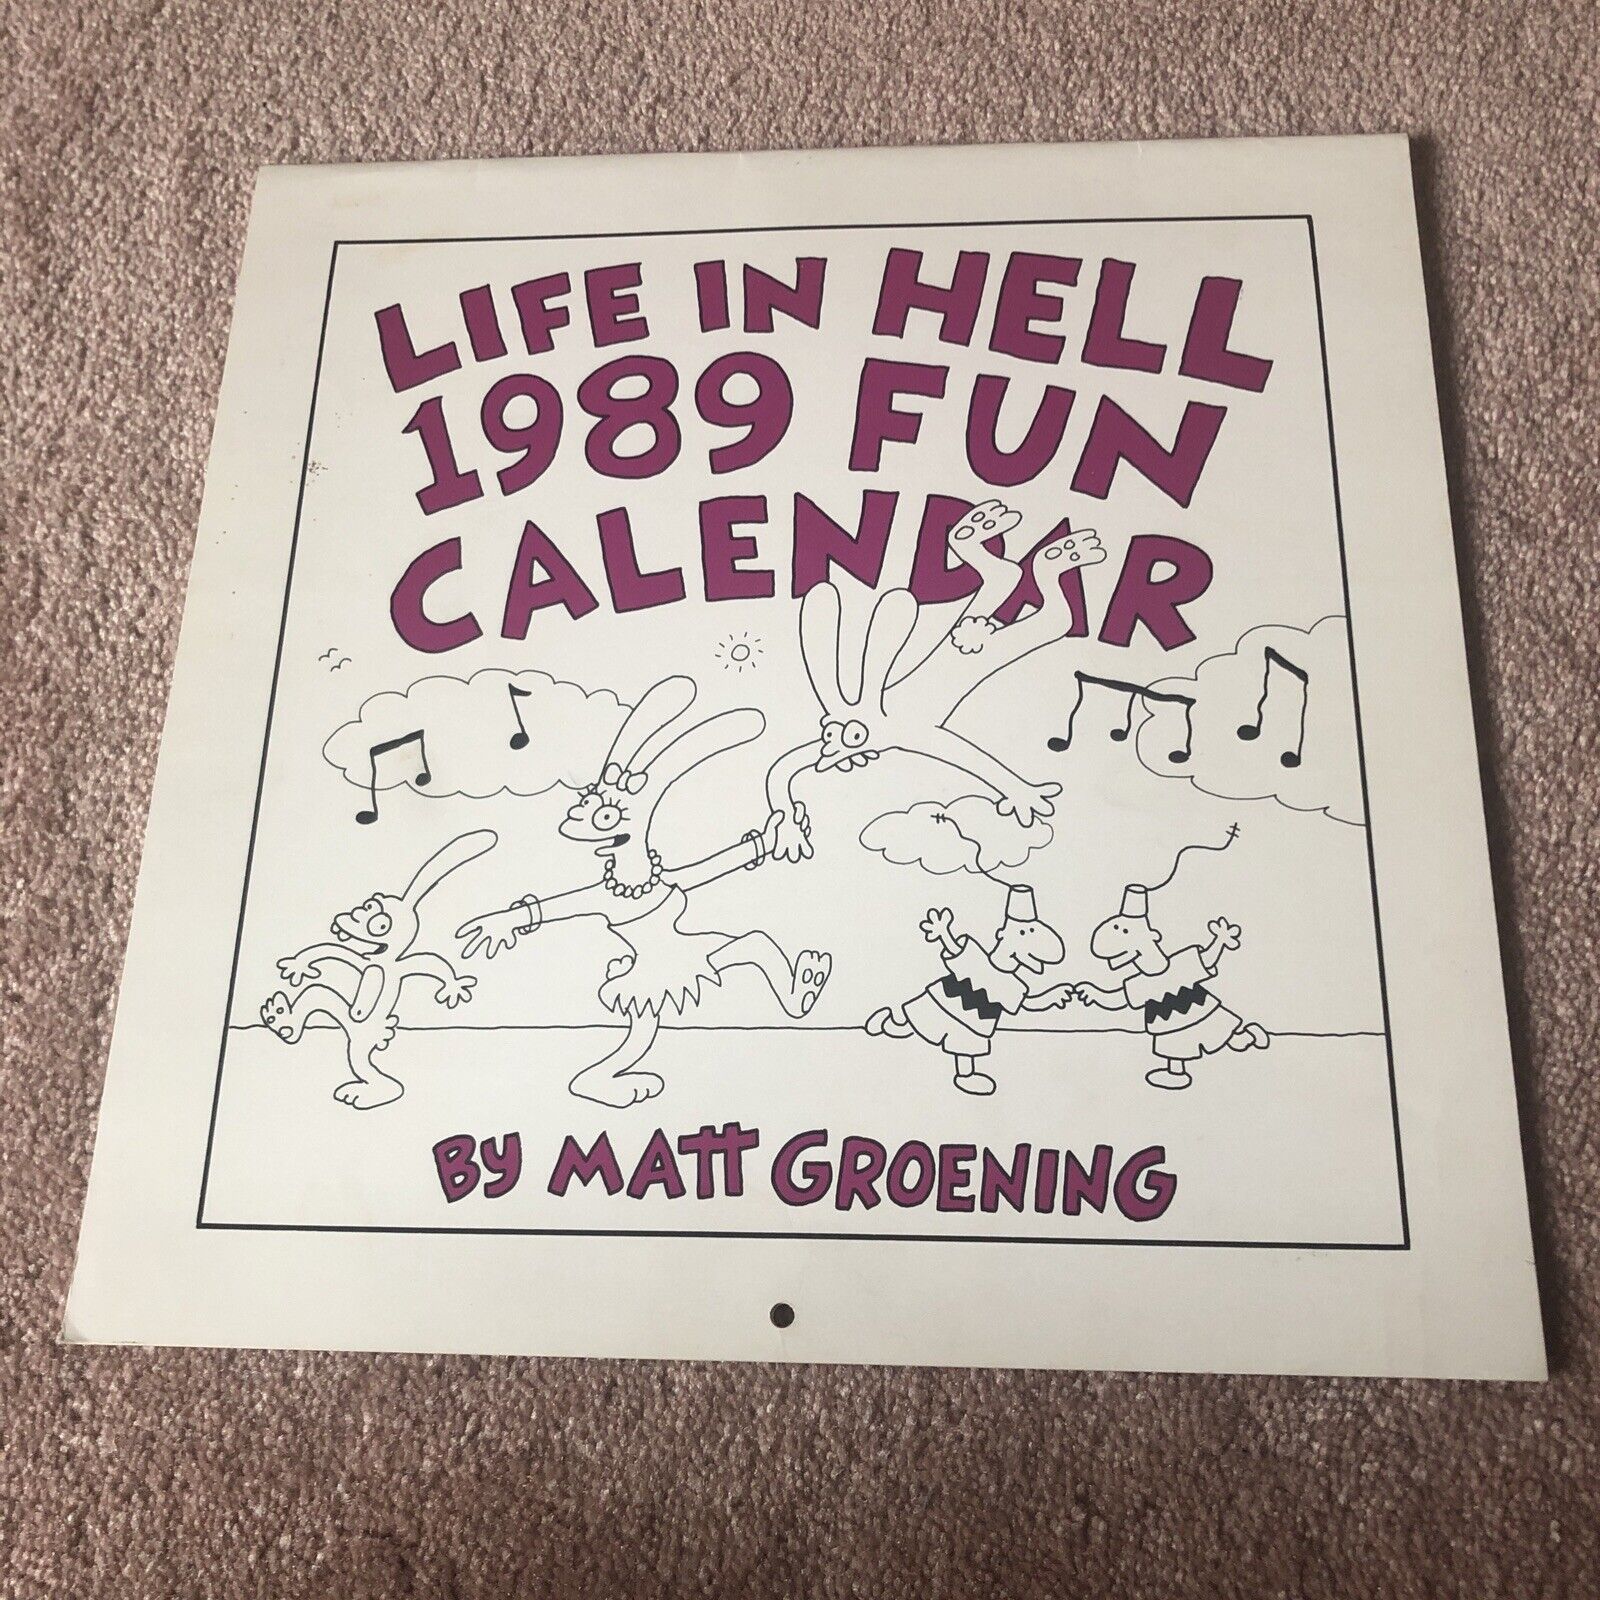 LIFE IN HELL
1989 FUN
CALENDAR
BY MATT GROENING